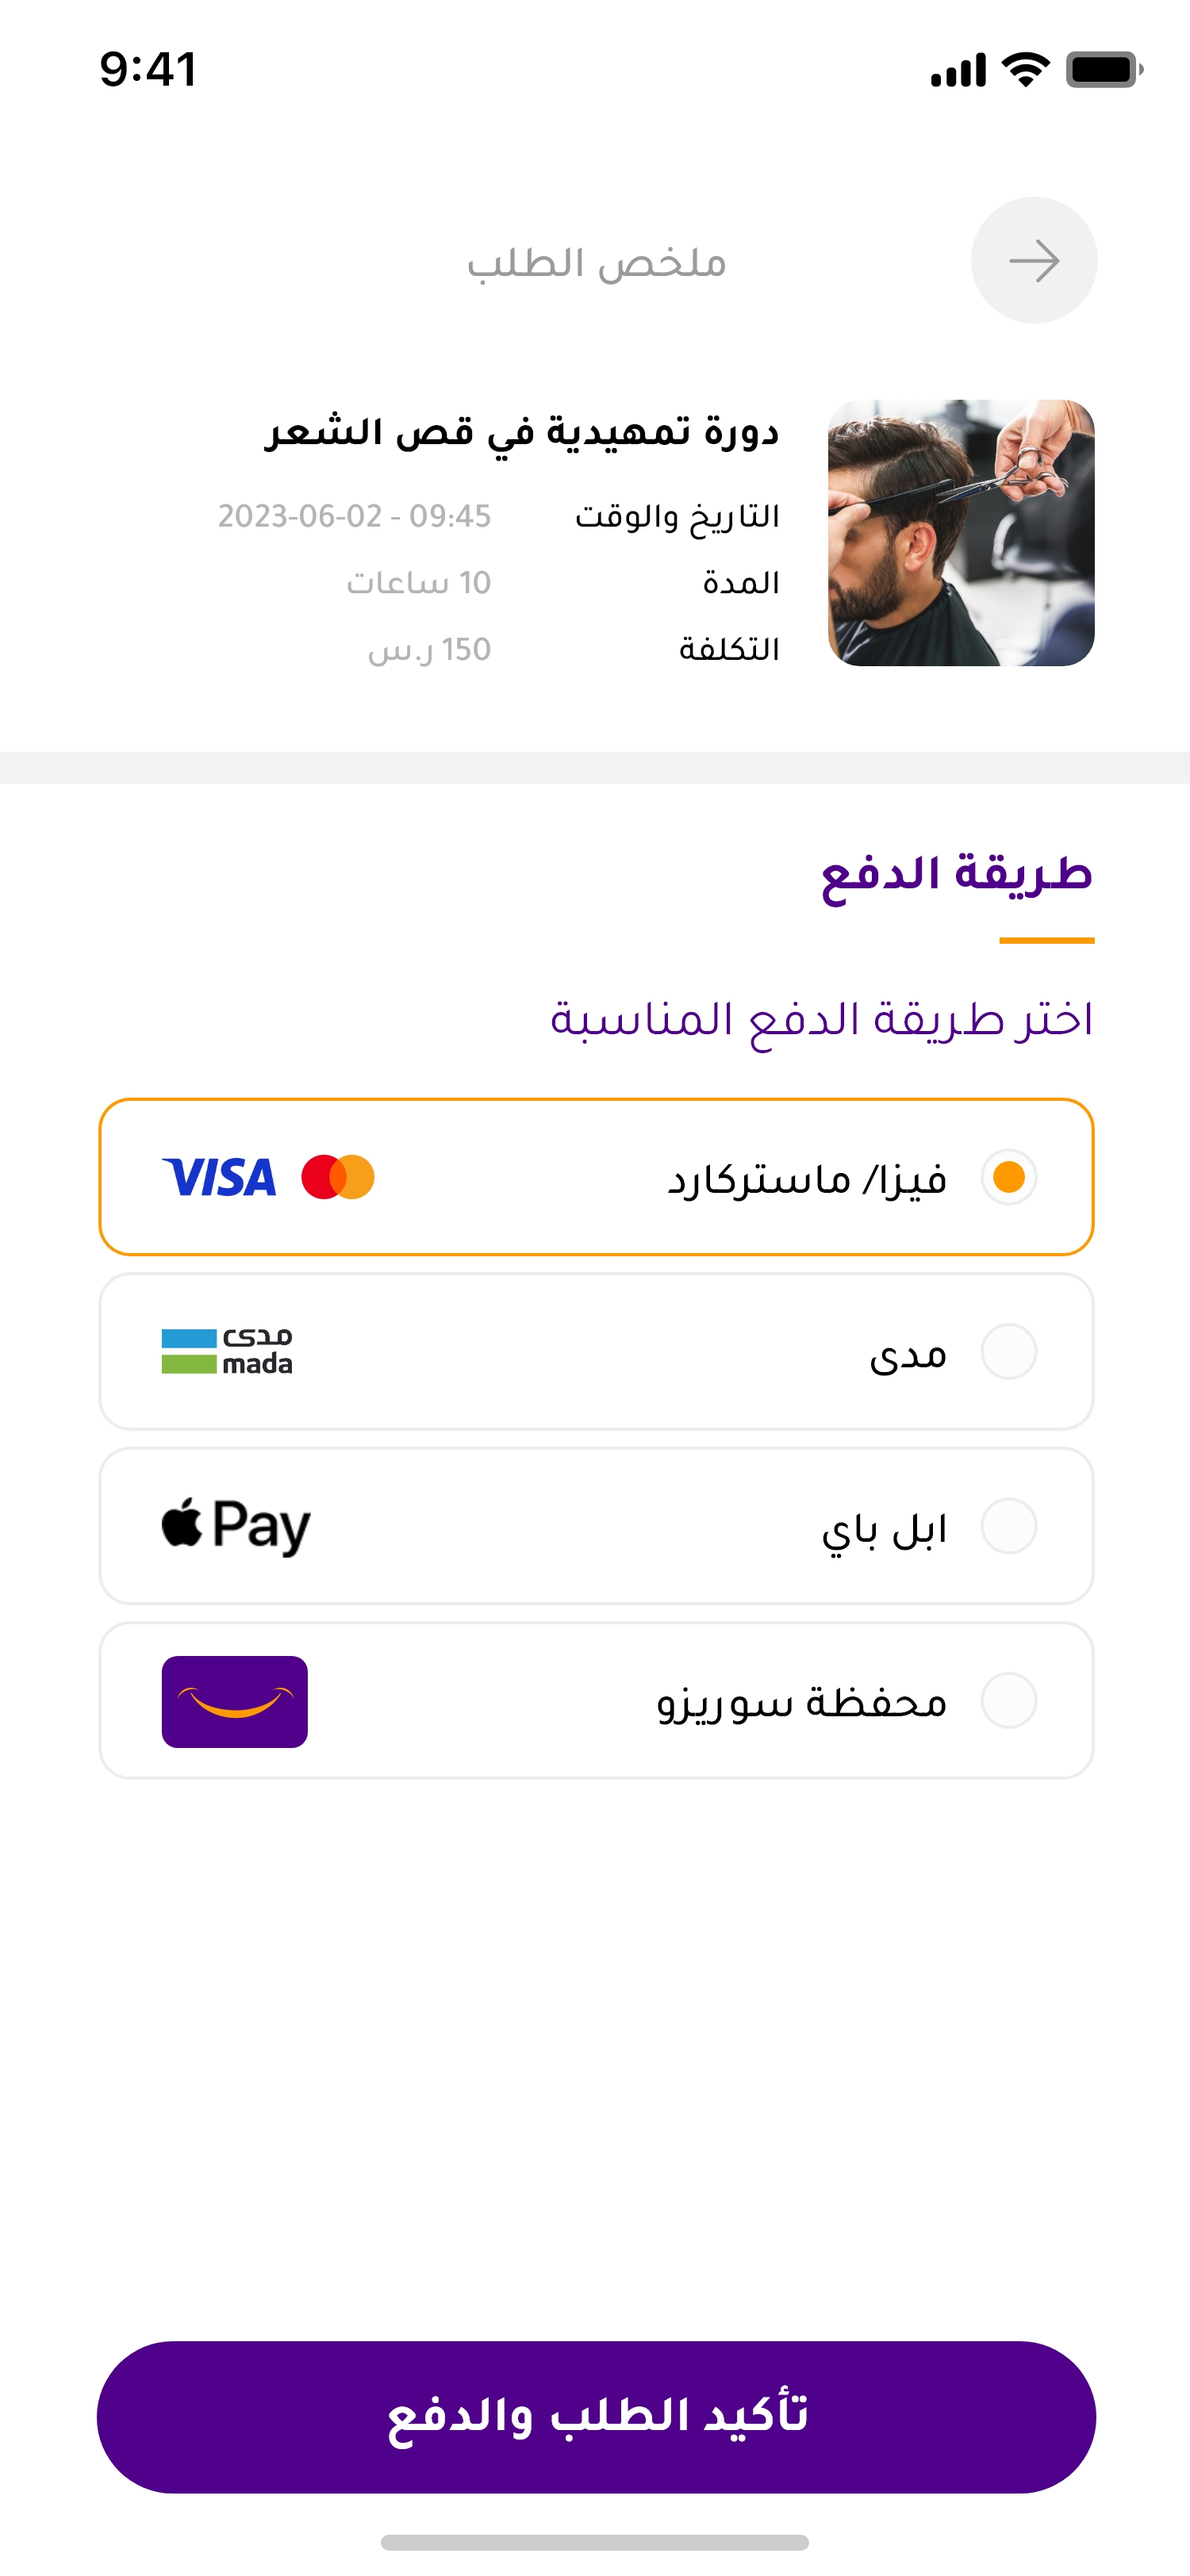 9:41
ملخص الطلب
دورة تمهيدية في قص الشعر
التاريخ والوقت 2023-06-02 - 09:45
المدة 10 ساعات
التكلفة 150 ر.س
طريقة الدفع
اختر طريقة الدفع المناسبة
فيزا/ ماستركارد VISA
مدى مدى
mada
ابل باي Pay
محفظة سوريزو
تأكيد الطلب والدفع